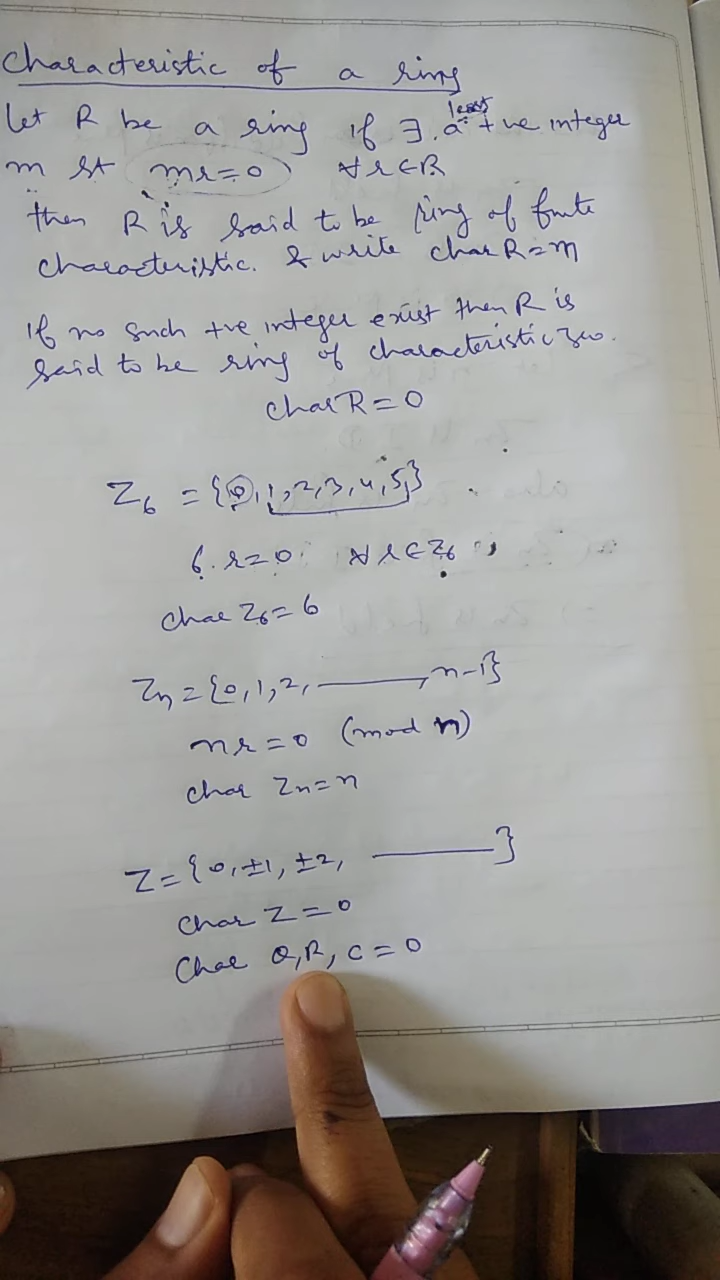 Characteristic of a ring
Let R be a ring if ∃ . a least +ve integer
m st mr=0 ∀ r∈R
then R is said to be ring of finite
characteristic. & write char R=m
If no such +ve integer exist then R is
said to be ring of characteristic zero.
Char R=0
Z₆ = {0,1,2,3,4,5}
6.r=0 ∀ r∈Z₆
Char Z₆=6
Zₙ={0,1,2,———,n-1}
nr=0 (mod n)
char Zₙ=n
Z={0,±1,±2, ———}
Char Z=0
Char Q,R,C=0